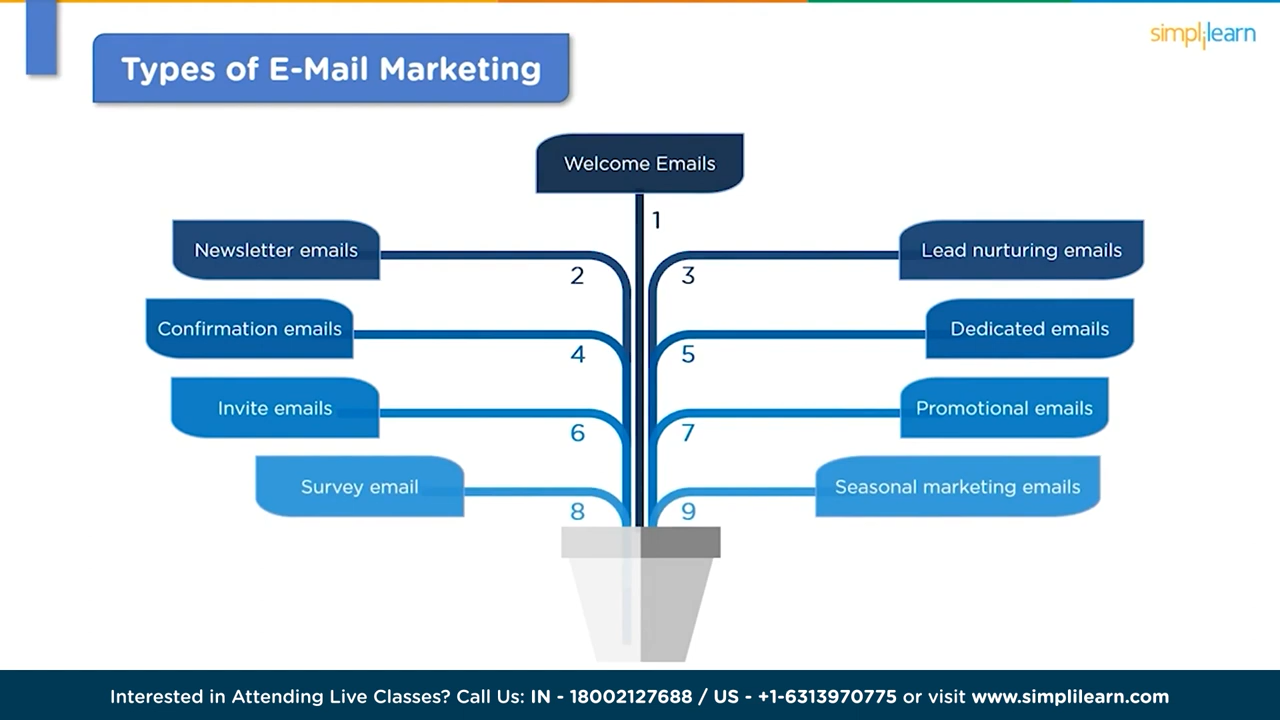 simplilearn
Types of E-Mail Marketing
Welcome Emails
1
Newsletter emails
2
3
Lead nurturing emails
Confirmation emails
4
5
Dedicated emails
Invite emails
6
7
Promotional emails
Survey email
8
9
Seasonal marketing emails
Interested in Attending Live Classes? Call Us: IN - 18002127688 / US - +1-6313970775 or visit www.simplilearn.com